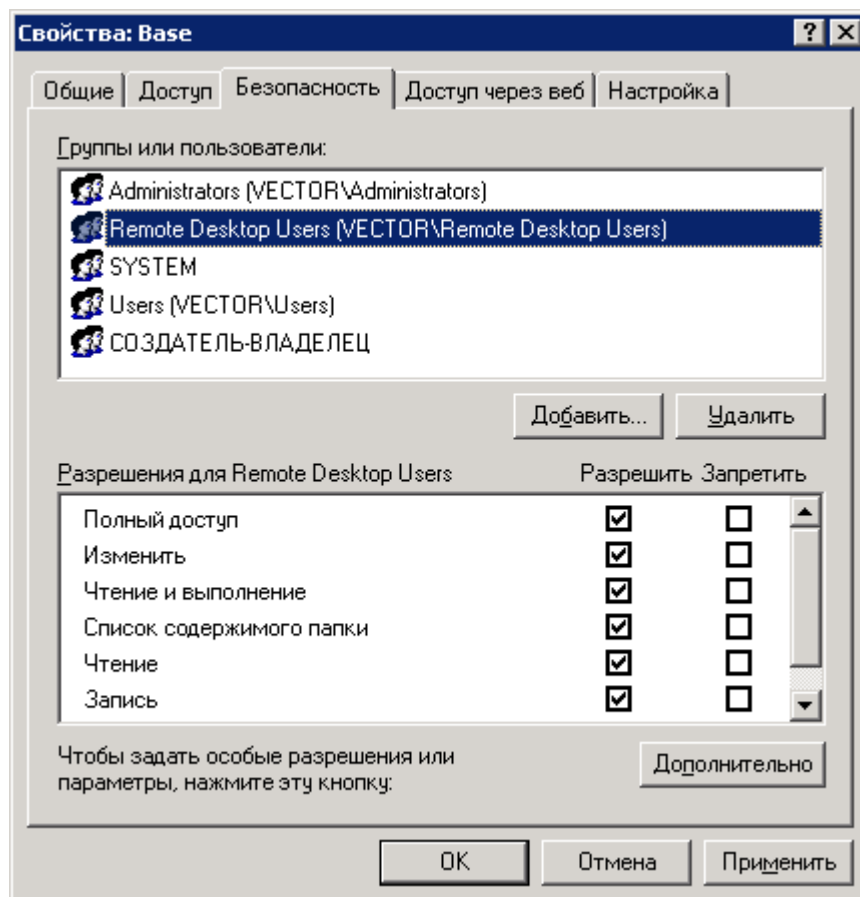 Свойства: Base
Общие Доступ Безопасность Доступ через веб Настройка
Группы или пользователи:
Administrators (VECTOR\Administrators)
Remote Desktop Users (VECTOR\Remote Desktop Users)
SYSTEM
Users (VECTOR\Users)
СОЗДАТЕЛЬ-ВЛАДЕЛЕЦ
Добавить... Удалить
Разрешения для Remote Desktop Users Разрешить Запретить
Полный доступ
Изменить
Чтение и выполнение
Список содержимого папки
Чтение
Запись
Чтобы задать особые разрешения или
параметры, нажмите эту кнопку:
Дополнительно
OK Отмена Применить